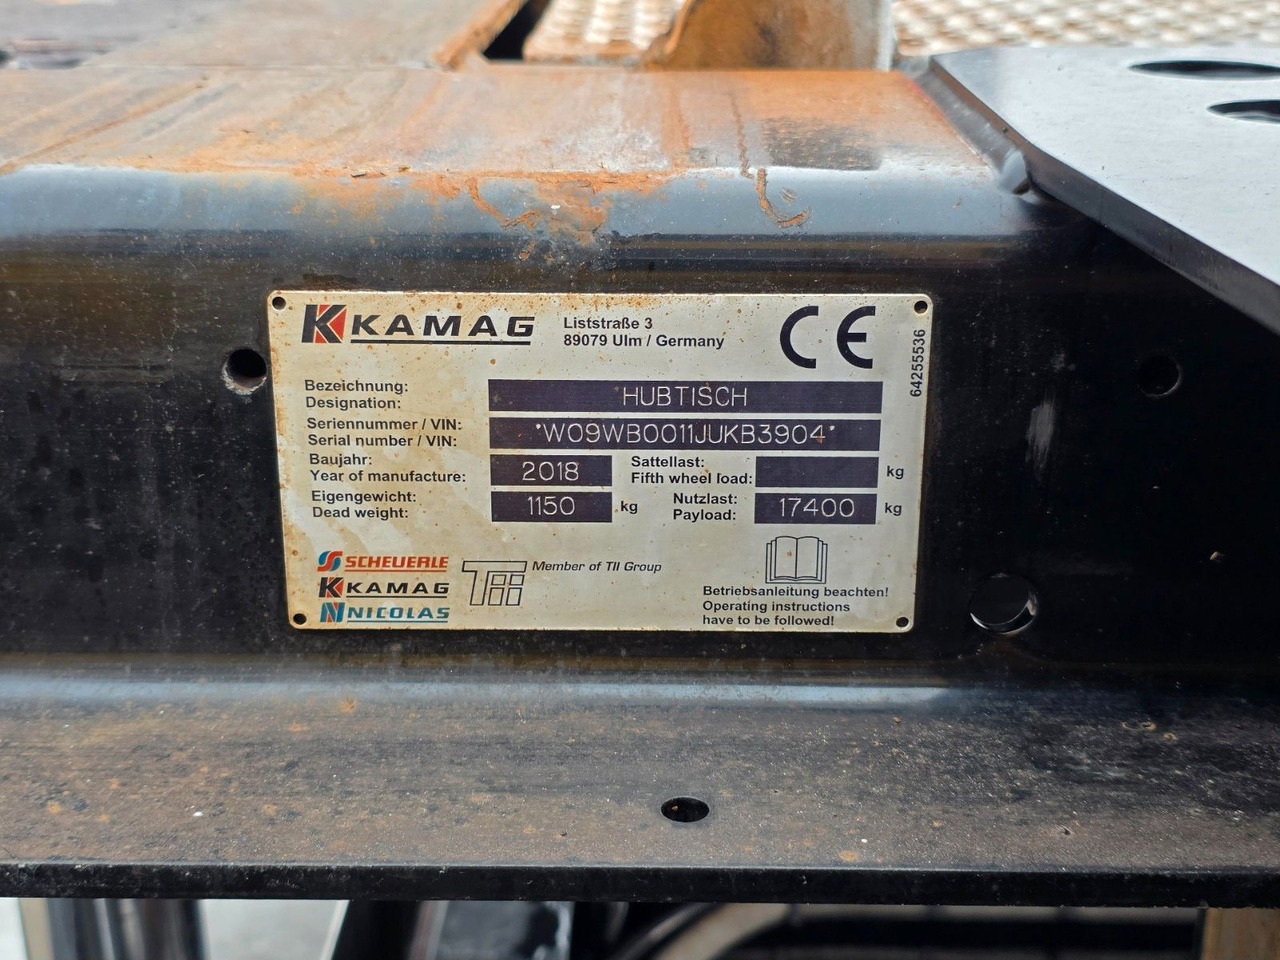 KAMAG
Liststraße 3
89079 Ulm / Germany
CE
64255536
Bezeichnung:
Designation: HUBTISCH
Seriennummer / VIN:
Serial number / VIN: *W09WB0011JUKB3904*
Baujahr:
Year of manufacture: 2018
Sattellast:
Fifth wheel load: kg
Eigengewicht:
Dead weight: 1150 kg
Nutzlast:
Payload: 17400 kg
SCHEUERLE
KAMAG
NICOLAS
TII
Member of TII Group
Betriebsanleitung beachten!
Operating instructions
have to be followed!